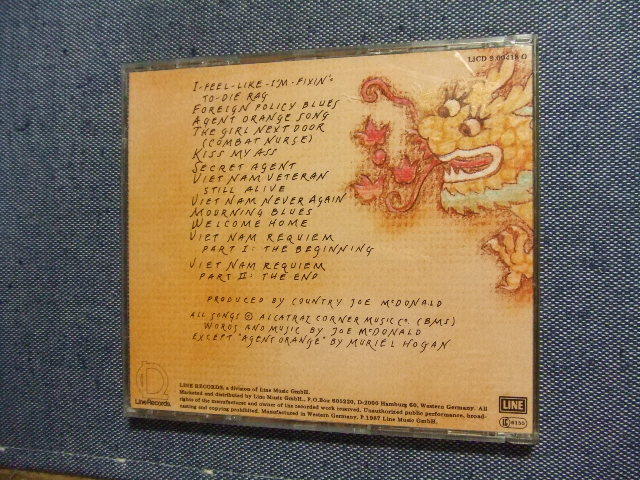 LICD 9.00418 O
I-FEEL-LIKE-I'M-FIXIN'-
TO-DIE RAG
FOREIGN POLICY BLUES
AGENT ORANGE SONG
THE GIRL NEXT DOOR
(COMBAT NURSE)
KISS MY ASS
SECRET AGENT
VIET NAM VETERAN
STILL ALIVE
VIET NAM NEVER AGAIN
MOURNING BLUES
WELCOME HOME
VIET NAM REQUIEM
PART I: THE BEGINNING
VIET NAM REQUIEM
PART II: THE END
PRODUCED BY COUNTRY JOE McDONALD
ALL SONGS © ALCATRAZ CORNER MUSIC CO. (BMS)
WORDS AND MUSIC BY JOE McDONALD
EXCEPT "AGENT ORANGE" BY MURIEL HOGAN
Line Records.
LINE RECORDS, a division of Line Music GmbH.
Marketed and distributed by Line Music GmbH., P.O.Box 605220, D-2000 Hamburg 60, Western Germany. All
rights of the manufacturer and owner of the recorded work reserved. Unauthorized public performance, broad-
casting and copying prohibited. Manufactured in Western Germany. P 1987 Line Music GmbH.
LINE
LC 8155